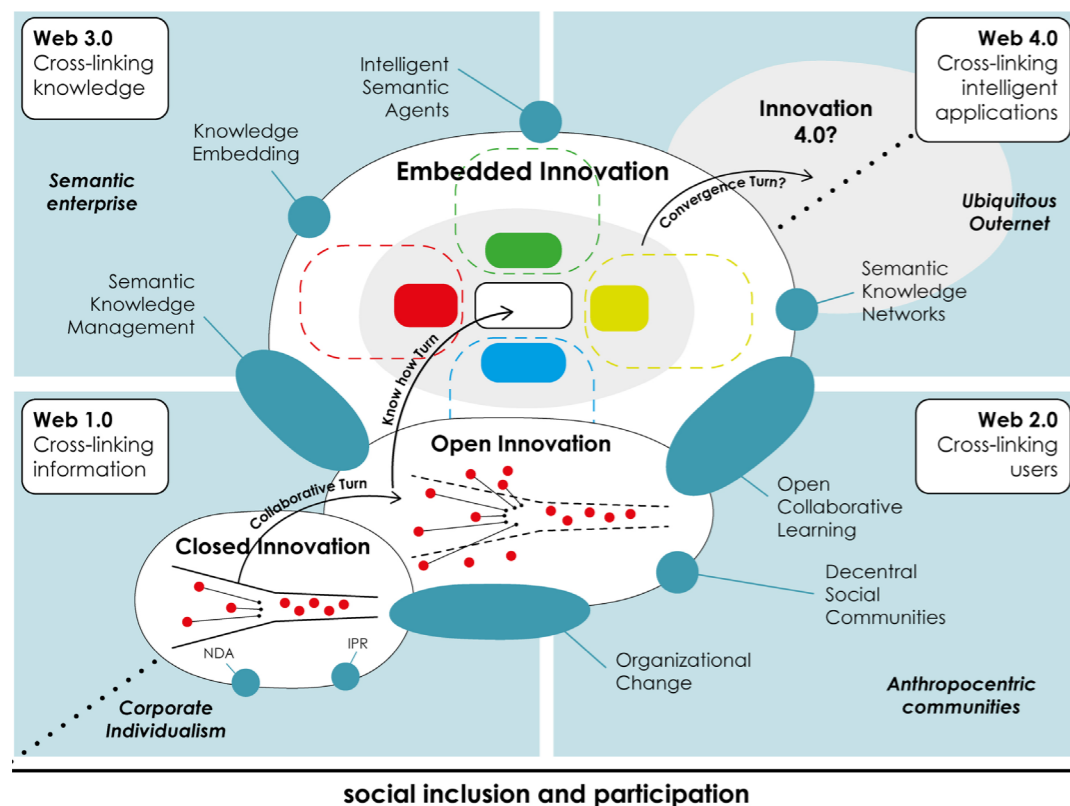 Web 3.0
Cross-linking
knowledge
Web 4.0
Cross-linking
intelligent
applications
Intelligent
Semantic
Agents
Innovation
4.0?
Knowledge
Embedding
Embedded Innovation
Convergence Turn?
Semantic
enterprise
Ubiquitous
Outernet
Semantic
Knowledge
Management
Semantic
Knowledge
Networks
Know how Turn
Web 1.0
Cross-linking
information
Web 2.0
Cross-linking
users
Open Innovation
Collaborative Turn
Open
Collaborative
Learning
Closed Innovation
Decentral
Social
Communities
NDA
IPR
Organizational
Change
Corporate
Individualism
Anthropocentric
communities
social inclusion and participation